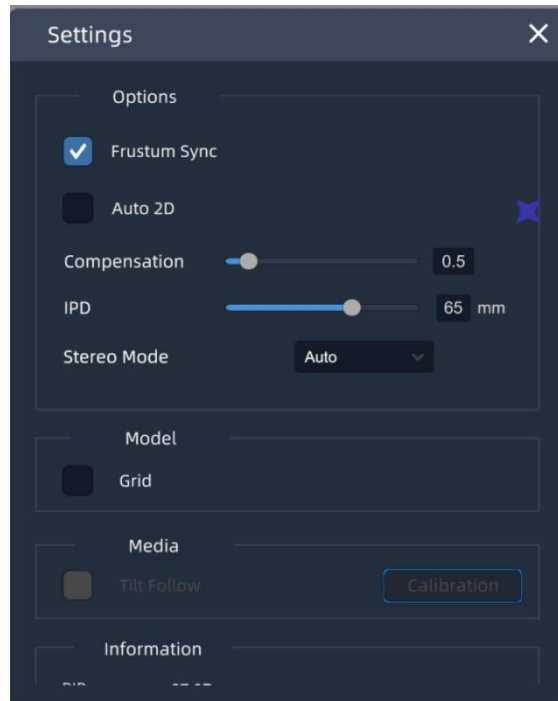 Settings
Options
Frustum Sync
Auto 2D
Compensation 0.5
IPD 65 mm
Stereo Mode Auto
Model
Grid
Media
Tilt Follow Calibration
Information